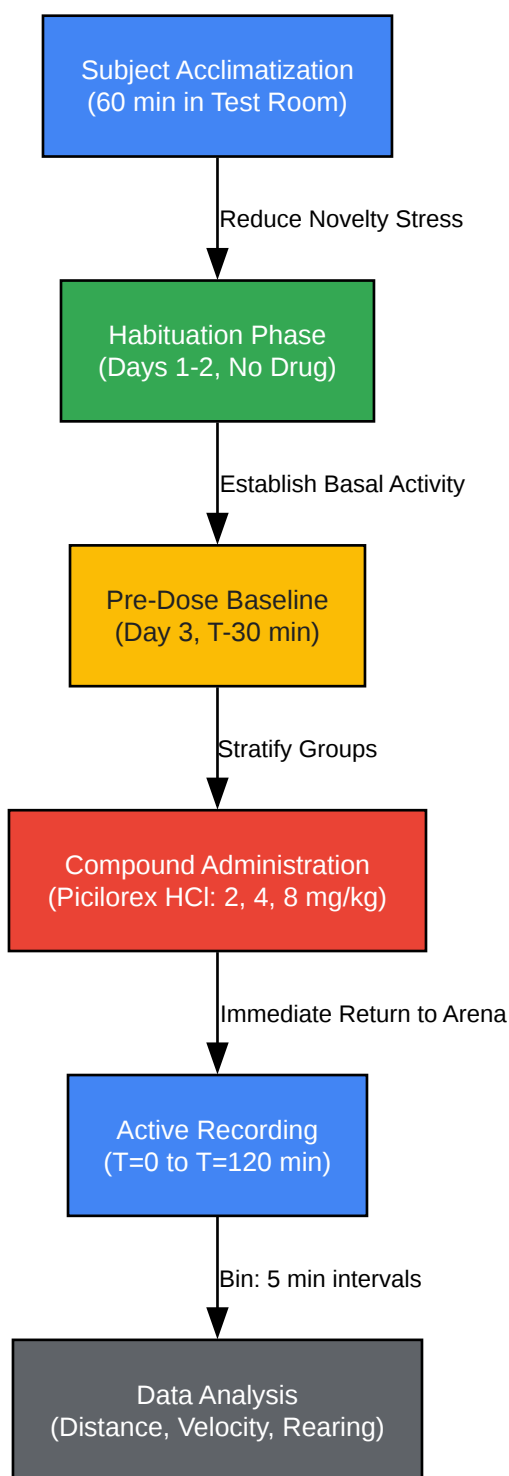 Subject Acclimatization
(60 min in Test Room)
Reduce Novelty Stress
Habituation Phase
(Days 1-2, No Drug)
Establish Basal Activity
Pre-Dose Baseline
(Day 3, T-30 min)
Stratify Groups
Compound Administration
(Picilorex HCl: 2, 4, 8 mg/kg)
Immediate Return to Arena
Active Recording
(T=0 to T=120 min)
Bin: 5 min intervals
Data Analysis
(Distance, Velocity, Rearing)